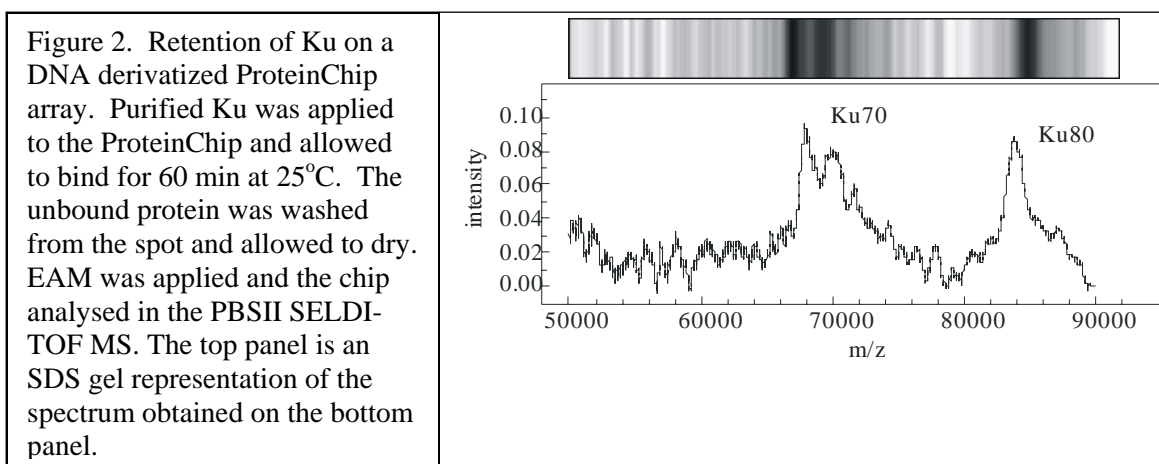 Figure 2.  Retention of Ku on a
DNA derivatized ProteinChip
array.  Purified Ku was applied
to the ProteinChip and allowed
to bind for 60 min at 25°C.  The
unbound protein was washed
from the spot and allowed to dry.
EAM was applied and the chip
analysed in the PBSII SELDI-
TOF MS. The top panel is an
SDS gel representation of the
spectrum obtained on the bottom
panel.
Ku70
Ku80
intensity
0.10
0.08
0.06
0.04
0.02
0.00
50000 60000 70000 80000 90000
m/z